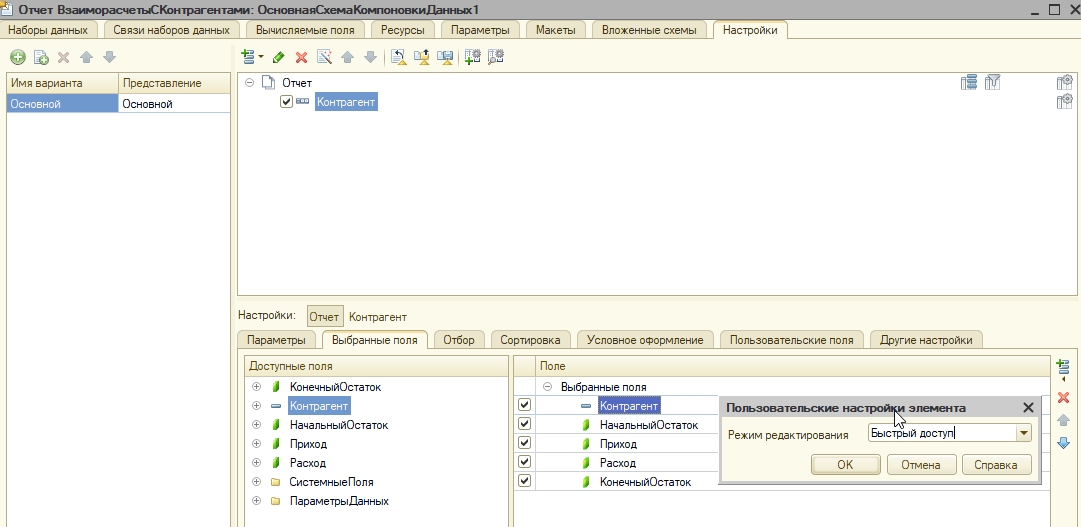 Отчет ВзаиморасчетыСКонтрагентами: ОсновнаяСхемаКомпоновкиДанных1
Наборы данных Связи наборов данных Вычисляемые поля Ресурсы Параметры Макеты Вложенные схемы Настройки
Имя варианта Представление
Основной Основной
Отчет
Контрагент
Настройки: Отчет Контрагент
Параметры Выбранные поля Отбор Сортировка Условное оформление Пользовательские поля Другие настройки
Доступные поля
КонечныйОстаток
Контрагент
НачальныйОстаток
Приход
Расход
СистемныеПоля
ПараметрыДанных
Поле
Выбранные поля
Контрагент
НачальныйОстаток
Приход
Расход
КонечныйОстаток
Пользовательские настройки элемента
Режим редактирования Быстрый доступ
OK Отмена Справка